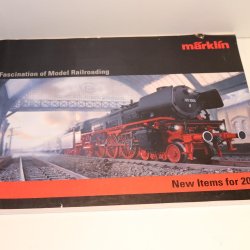 märklin
Fascination of Model Railroading
New Items for 20